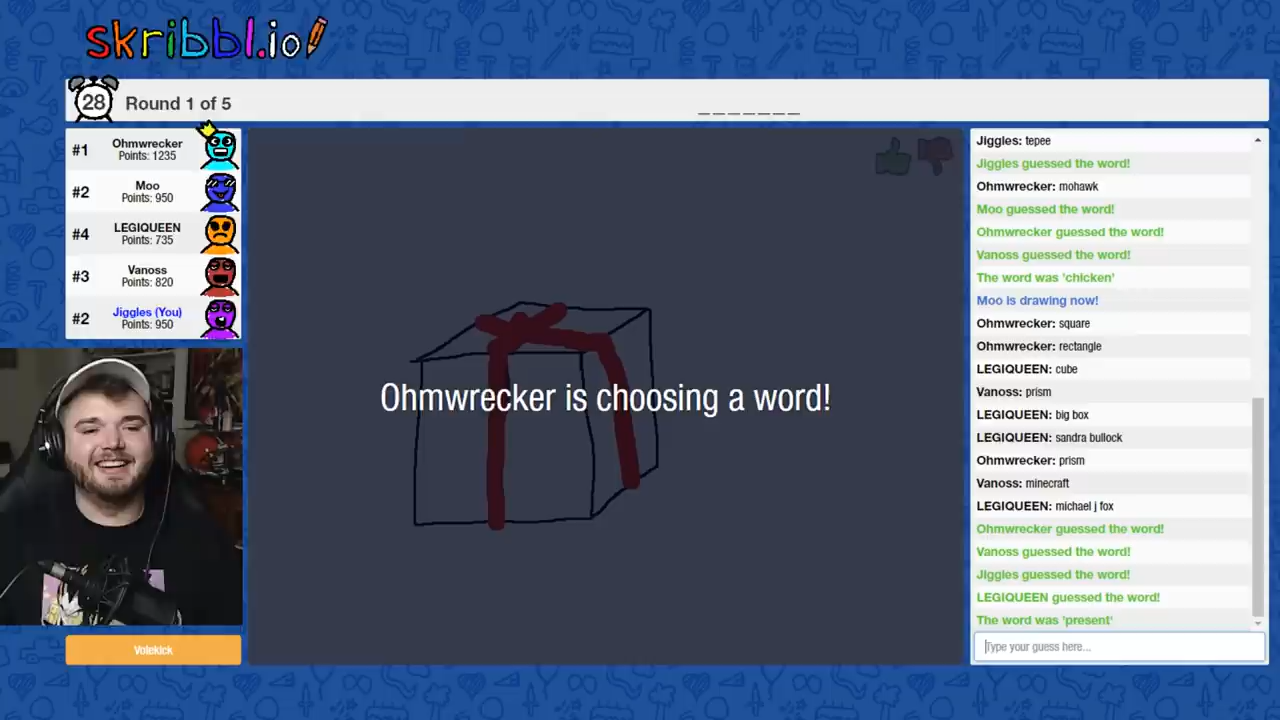 skribbl.io
28
Round 1 of 5
_ _ _ _ _ _ _
#1 Ohmwrecker
Points: 1235
#2 Moo
Points: 950
#4 LEGIQUEEN
Points: 735
#3 Vanoss
Points: 820
#2 Jiggles (You)
Points: 950
Votekick
Ohmwrecker is choosing a word!
Jiggles: tepee
Jiggles guessed the word!
Ohmwrecker: mohawk
Moo guessed the word!
Ohmwrecker guessed the word!
Vanoss guessed the word!
The word was 'chicken'
Moo is drawing now!
Ohmwrecker: square
Ohmwrecker: rectangle
LEGIQUEEN: cube
Vanoss: prism
LEGIQUEEN: big box
LEGIQUEEN: sandra bullock
Ohmwrecker: prism
Vanoss: minecraft
LEGIQUEEN: michael j fox
Ohmwrecker guessed the word!
Vanoss guessed the word!
Jiggles guessed the word!
LEGIQUEEN guessed the word!
The word was 'present'
Type your guess here...